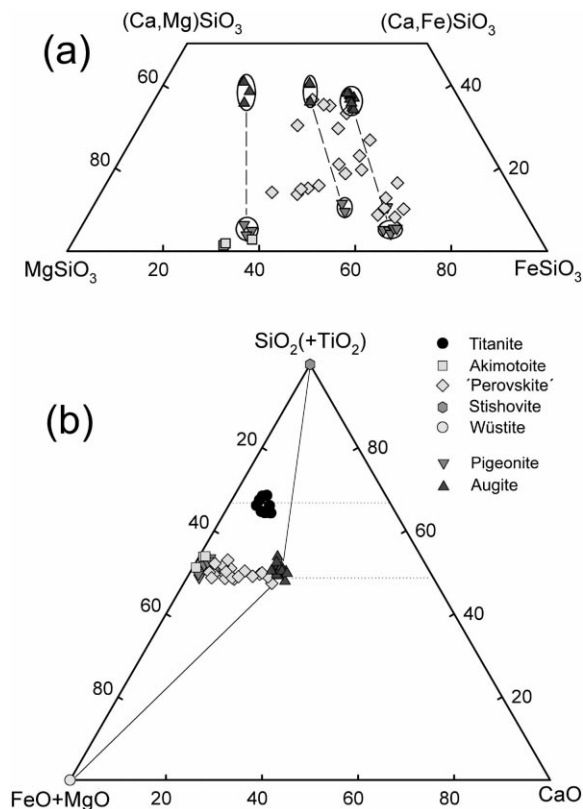 (a)
(Ca,Mg)SiO₃
(Ca,Fe)SiO₃
60
40
80
20
MgSiO₃
FeSiO₃
20
40
60
80
(b)
SiO₂(+TiO₂)
Titanite
Akimotoite
´Perovskite´
Stishovite
Wüstite
Pigeonite
Augite
20
80
40
60
60
40
80
20
FeO+MgO
CaO
20
40
60
80